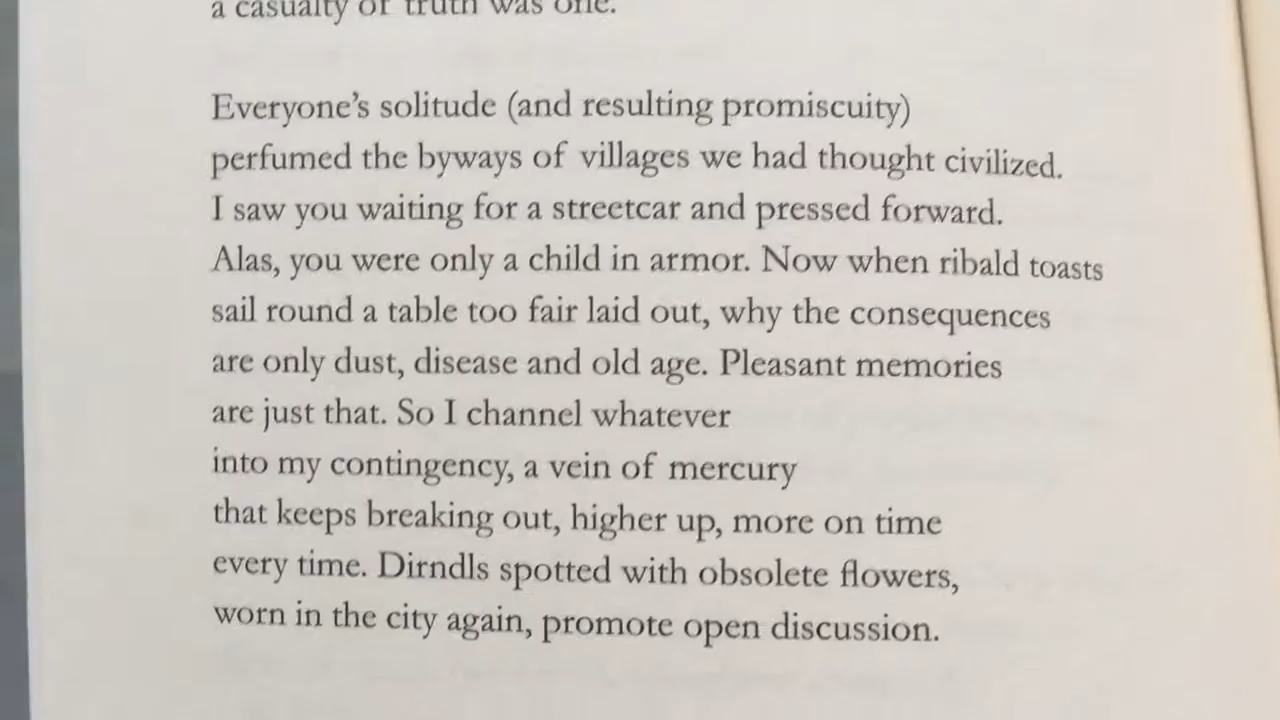 a casualty of truth was one.
Everyone’s solitude (and resulting promiscuity)
perfumed the byways of villages we had thought civilized.
I saw you waiting for a streetcar and pressed forward.
Alas, you were only a child in armor. Now when ribald toasts
sail round a table too fair laid out, why the consequences
are only dust, disease and old age. Pleasant memories
are just that. So I channel whatever
into my contingency, a vein of mercury
that keeps breaking out, higher up, more on time
every time. Dirndls spotted with obsolete flowers,
worn in the city again, promote open discussion.